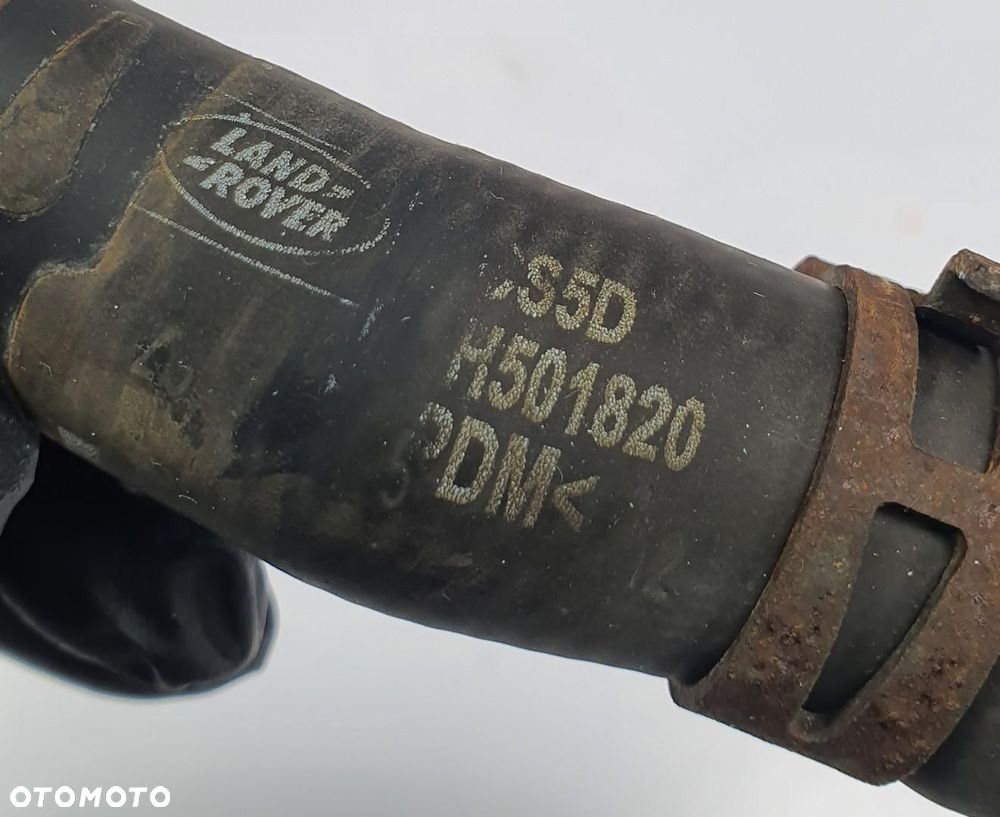 LAND
ROVER
S5D
H501820
PDM<
OTOMOTO